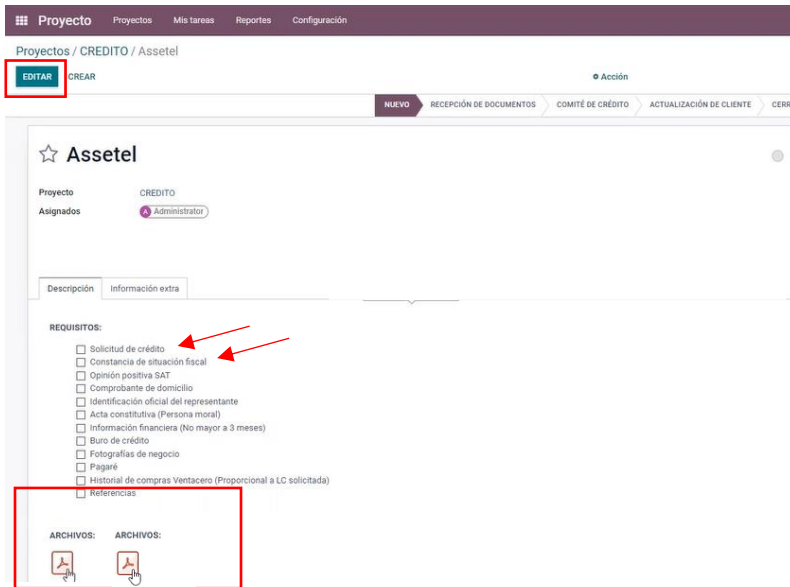 Proyecto Proyectos Mis tareas Reportes Configuración
Proyectos / CREDITO / Assetel
EDITAR CREAR Acción
NUEVO RECEPCIÓN DE DOCUMENTOS COMITÉ DE CRÉDITO ACTUALIZACIÓN DE CLIENTE CERR
Assetel
Proyecto CREDITO
Asignados A Administrator
Descripción Información extra
REQUISITOS:
Solicitud de crédito
Constancia de situación fiscal
Opinión positiva SAT
Comprobante de domicilio
Identificación oficial del representante
Acta constitutiva (Persona moral)
Información financiera (No mayor a 3 meses)
Buro de crédito
Fotografías de negocio
Pagaré
Historial de compras Ventacero (Proporcional a LC solicitada)
Referencias
ARCHIVOS: ARCHIVOS: